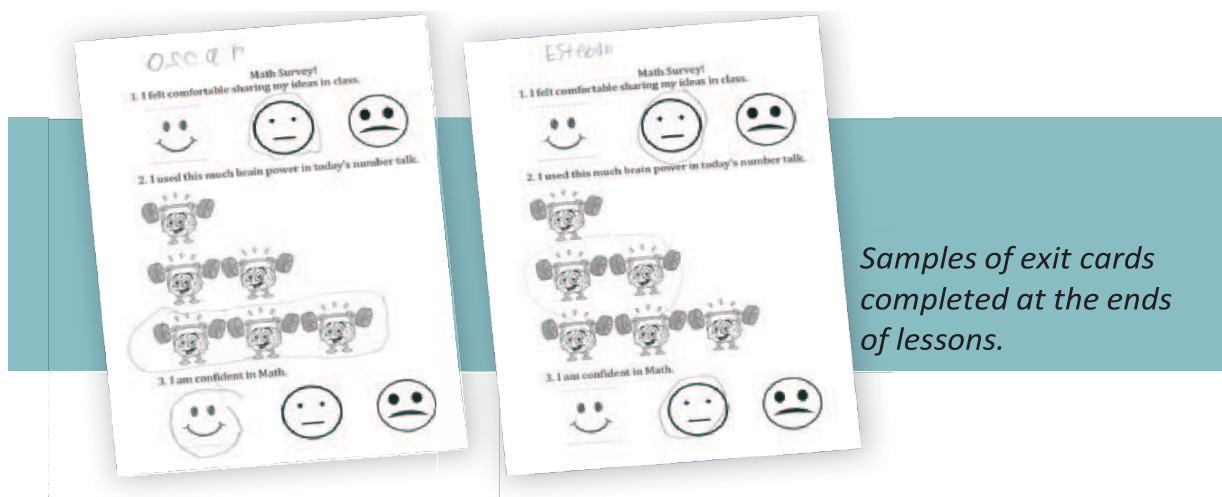 oscar
Math Survey!
1. I felt comfortable sharing my ideas in class.
2. I used this much brain power in today's number talk.
3. I am confident in Math.
Esteban
Math Survey!
1. I felt comfortable sharing my ideas in class.
2. I used this much brain power in today's number talk.
3. I am confident in Math.
Samples of exit cards
completed at the ends
of lessons.